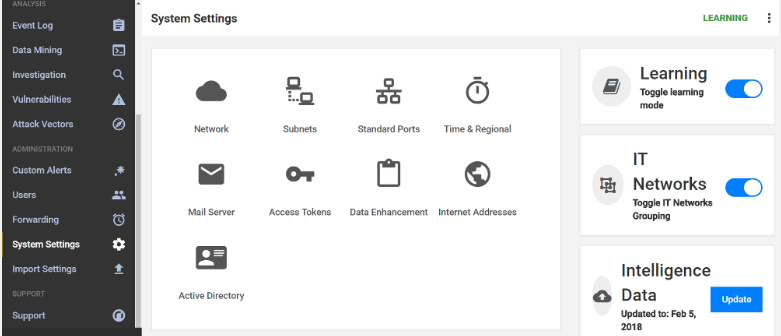 ANALYSIS
Event Log
Data Mining
Investigation
Vulnerabilities
Attack Vectors
ADMINISTRATION
Custom Alerts
Users
Forwarding
System Settings
Import Settings
SUPPORT
Support
System Settings
LEARNING
Network
Subnets
Standard Ports
Time & Regional
Mail Server
Access Tokens
Data Enhancement
Internet Addresses
Active Directory
Learning
Toggle learning
mode
IT
Networks
Toggle IT Networks
Grouping
Intelligence
Data
Updated to: Feb 5,
2018
Update